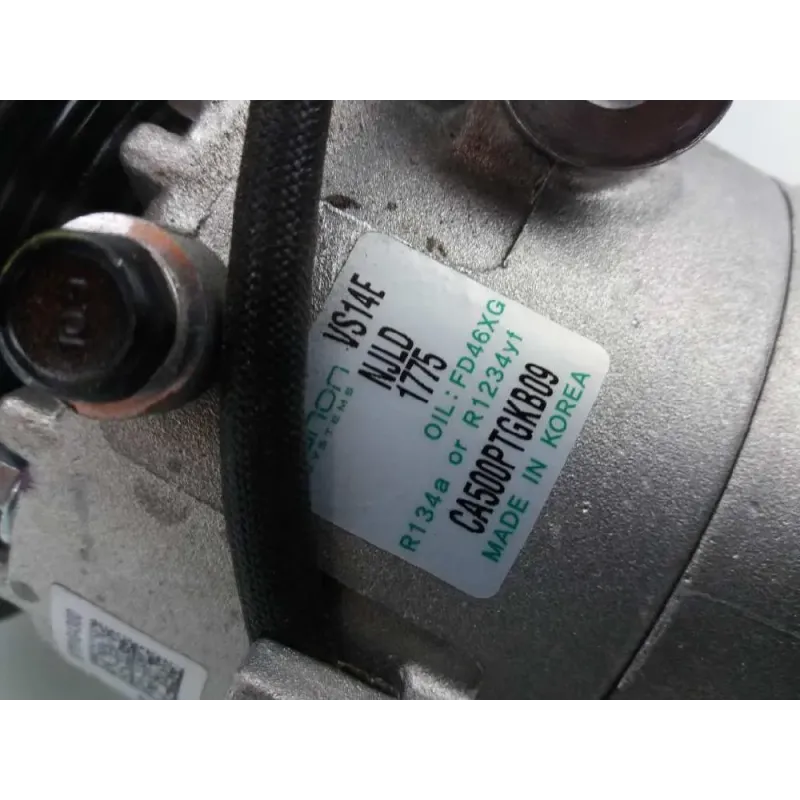 VS14E
NJLD
1775
OIL: FD46XG
R134a or R1234yf
CA500PTGKB09
MADE IN KOREA